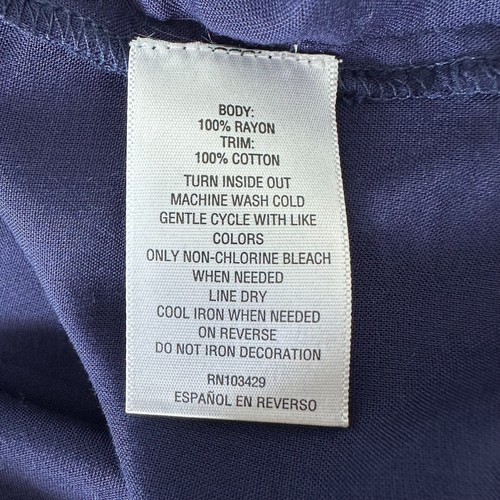 BODY:
100% RAYON
TRIM:
100% COTTON
TURN INSIDE OUT
MACHINE WASH COLD
GENTLE CYCLE WITH LIKE
COLORS
ONLY NON-CHLORINE BLEACH
WHEN NEEDED
LINE DRY
COOL IRON WHEN NEEDED
ON REVERSE
DO NOT IRON DECORATION
RN103429
ESPAÑOL EN REVERSO